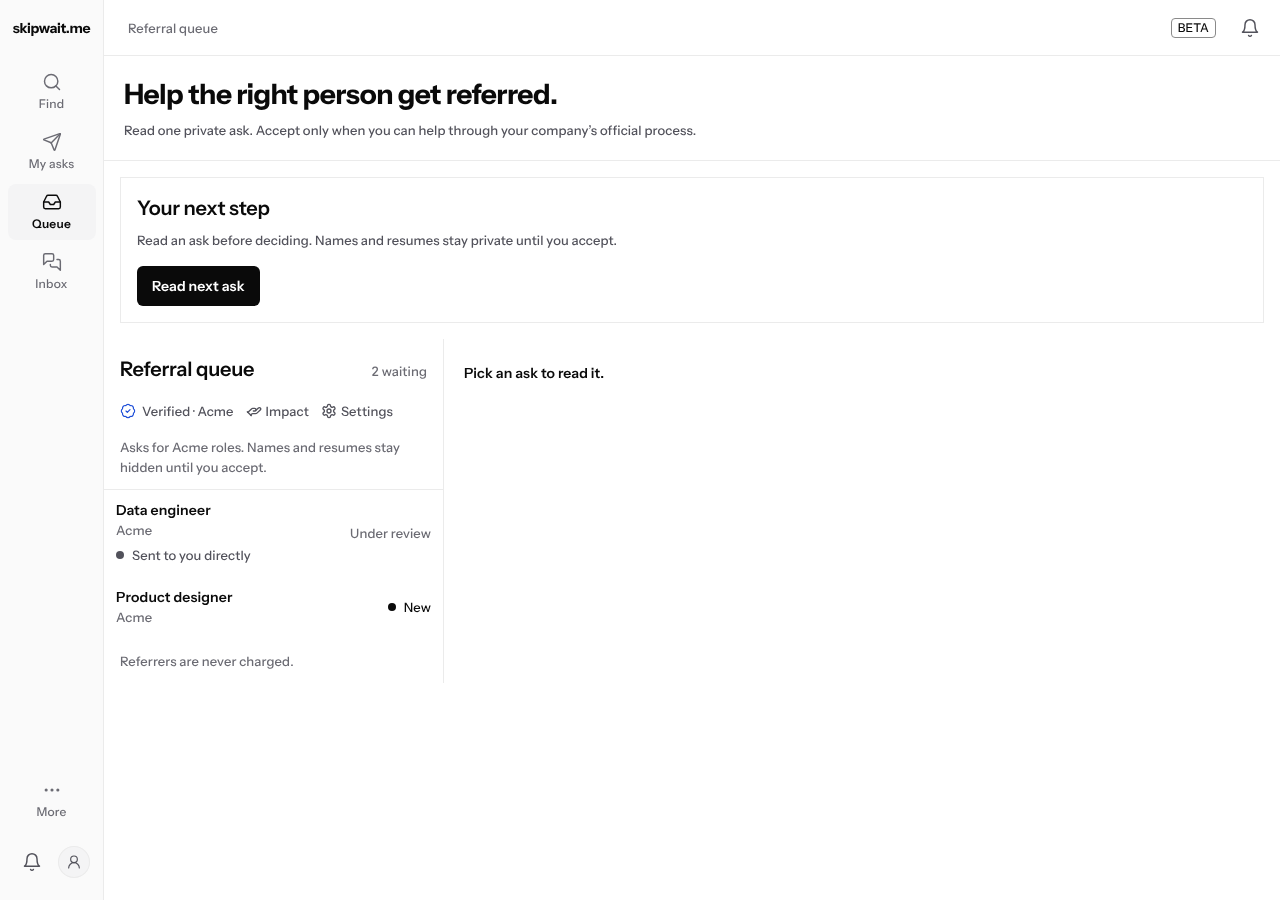 skipwait.me
Referral queue
BETA
Find
My asks
Queue
Inbox
More
Help the right person get referred.
Read one private ask. Accept only when you can help through your company’s official process.
Your next step
Read an ask before deciding. Names and resumes stay private until you accept.
Read next ask
Referral queue
2 waiting
Verified · Acme
Impact
Settings
Asks for Acme roles. Names and resumes stay
hidden until you accept.
Data engineer
Acme
Under review
Sent to you directly
Product designer
Acme
New
Referrers are never charged.
Pick an ask to read it.